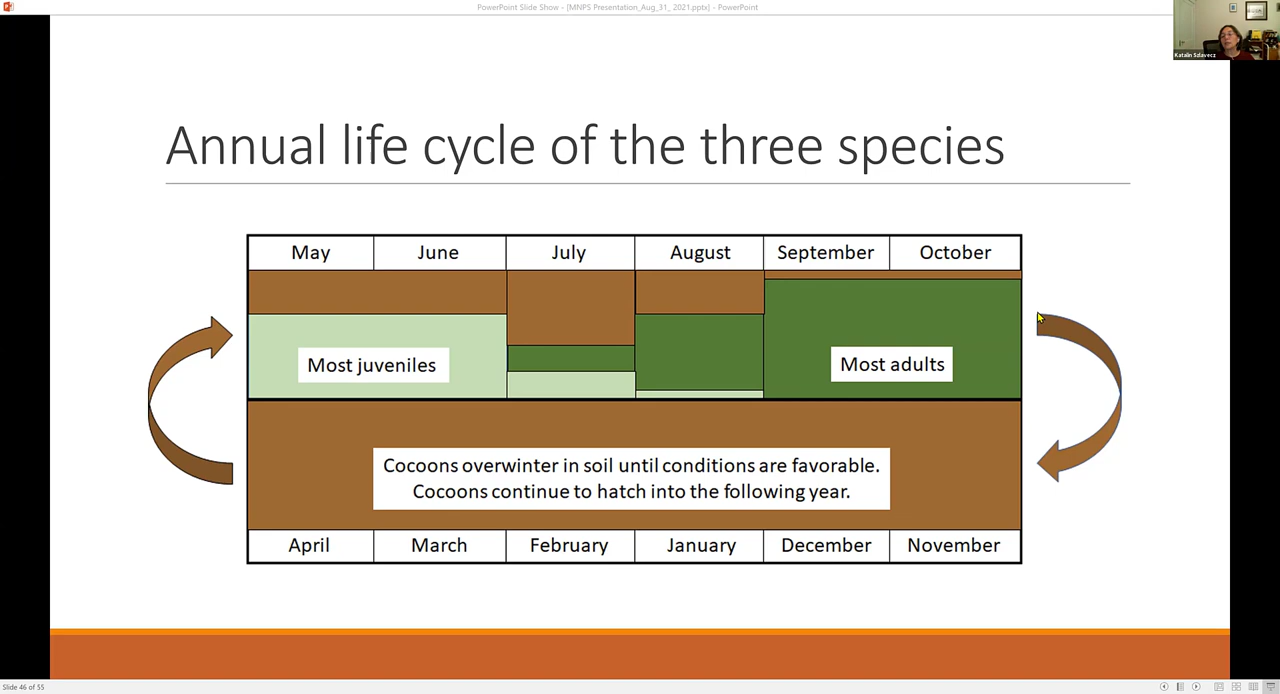 PowerPoint Slide Show - [MNPS Presentation_Aug_31_ 2021.pptx] - PowerPoint
Katalin Szlavecz
Annual life cycle of the three species
May June July August September October
Most juveniles Most adults
Cocoons overwinter in soil until conditions are favorable.
Cocoons continue to hatch into the following year.
April March February January December November
Slide 46 of 55